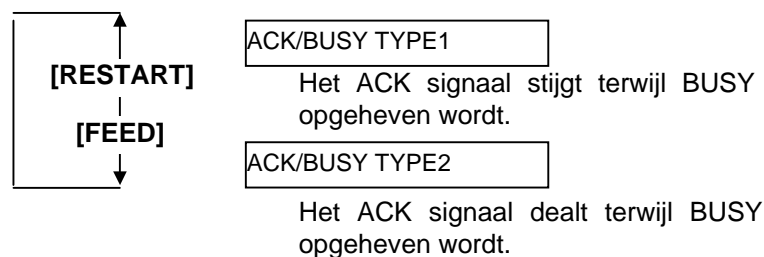 ACK/BUSY TYPE1
[RESTART]
Het ACK signaal stijgt terwijl BUSY
opgeheven wordt.
[FEED]
ACK/BUSY TYPE2
Het ACK signaal dealt terwijl BUSY
opgeheven wordt.